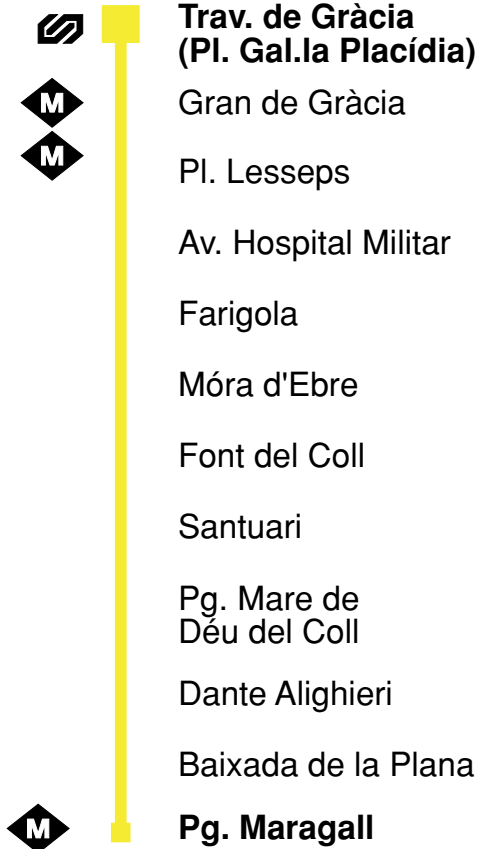 Trav. de Gràcia
(Pl. Gal.la Placídia)
M
Gran de Gràcia
M
Pl. Lesseps
Av. Hospital Militar
Farigola
Móra d'Ebre
Font del Coll
Santuari
Pg. Mare de
Déu del Coll
Dante Alighieri
Baixada de la Plana
M
Pg. Maragall